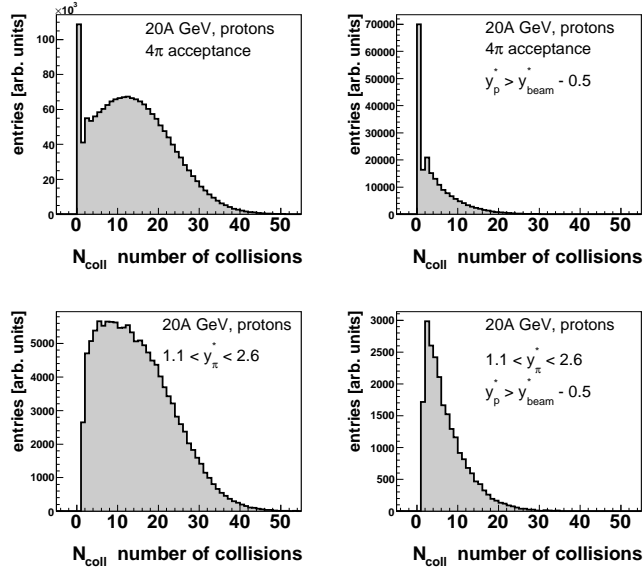 ×10³
20A GeV, protons
4π acceptance
entries [arb. units]
100
80
60
40
20
0
0 10 20 30 40 50
N_coll number of collisions
20A GeV, protons
4π acceptance
y*_p > y*_beam - 0.5
entries [arb. units]
70000
60000
50000
40000
30000
20000
10000
0
0 10 20 30 40 50
N_coll number of collisions
20A GeV, protons
1.1 < y*_π < 2.6
entries [arb. units]
5000
4000
3000
2000
1000
0
0 10 20 30 40 50
N_coll number of collisions
20A GeV, protons
1.1 < y*_π < 2.6
y*_p > y*_beam - 0.5
entries [arb. units]
3000
2500
2000
1500
1000
500
0
0 10 20 30 40 50
N_coll number of collisions